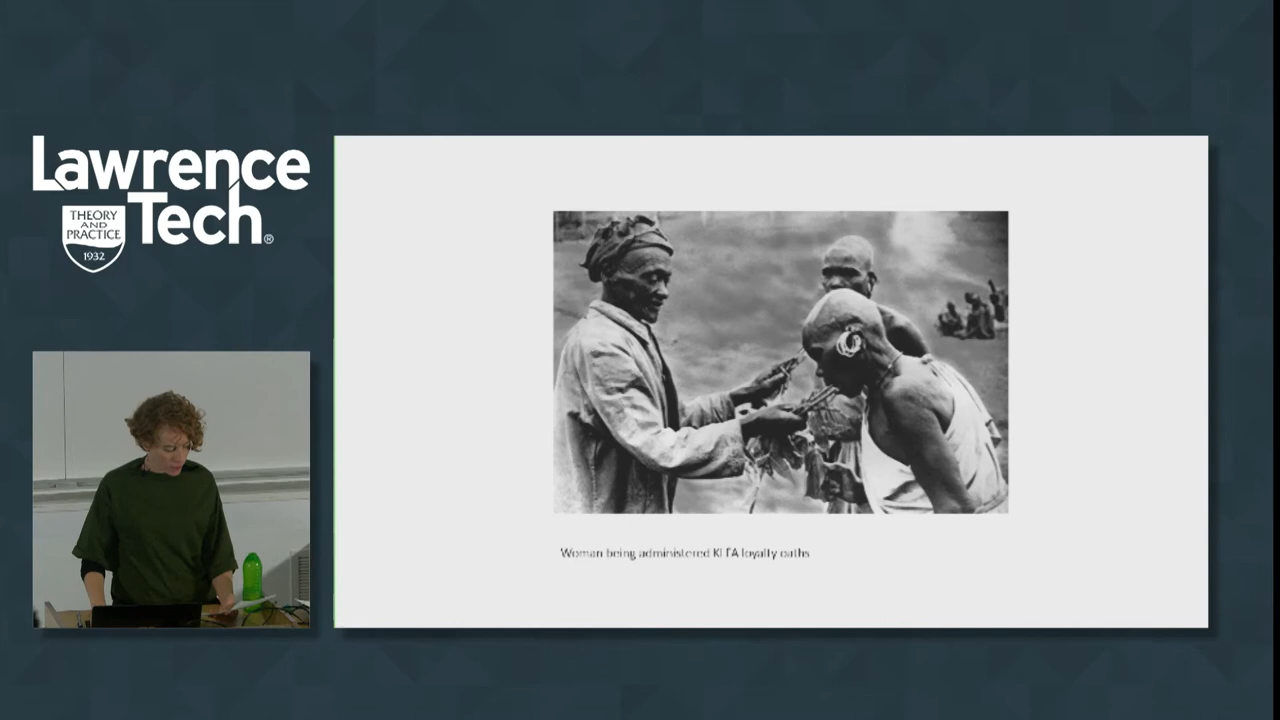 Lawrence
Tech®
THEORY
AND
PRACTICE
1932
Woman being administered KLFA loyalty oaths